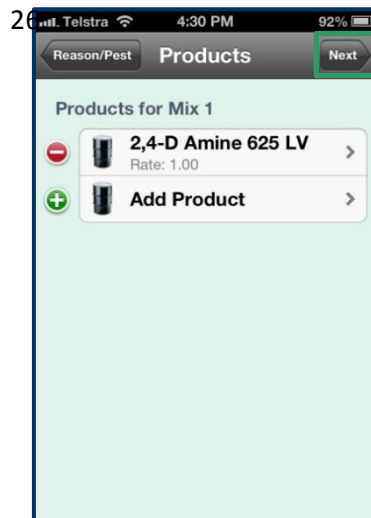 26
Telstra 4:30 PM 92%
Reason/Pest Products Next
Products for Mix 1
2,4-D Amine 625 LV
Rate: 1.00
Add Product